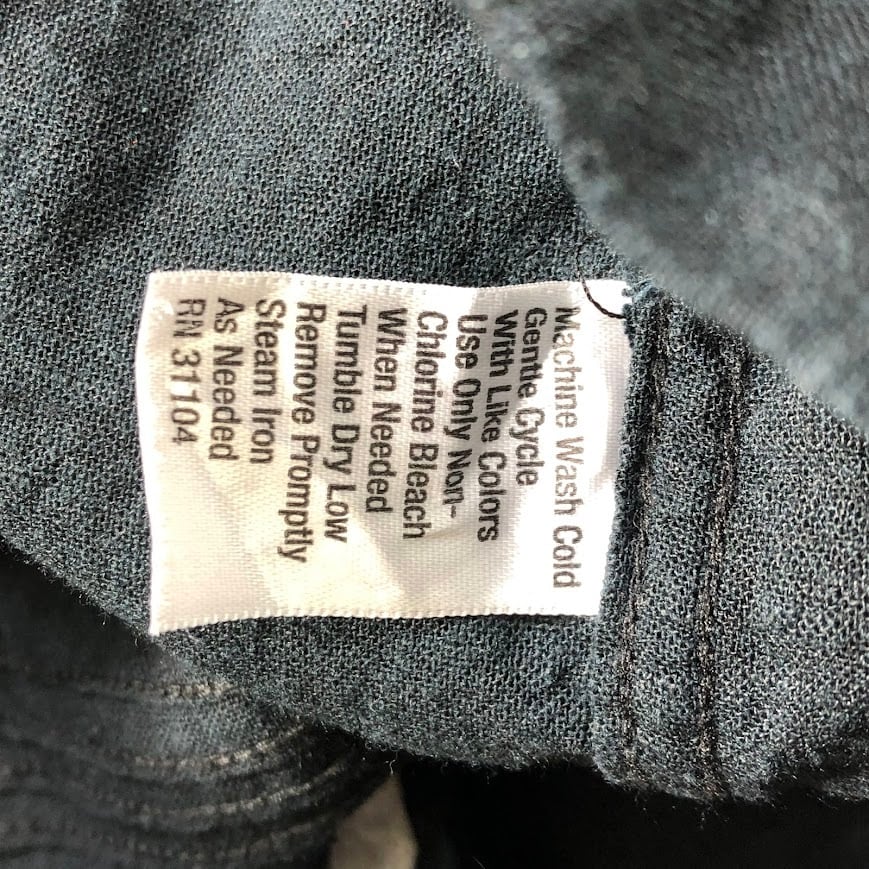 Machine Wash Cold
Gentle Cycle
With Like Colors
Use Only Non-
Chlorine Bleach
When Needed
Tumble Dry Low
Remove Promptly
Steam Iron
As Needed
RN 31104